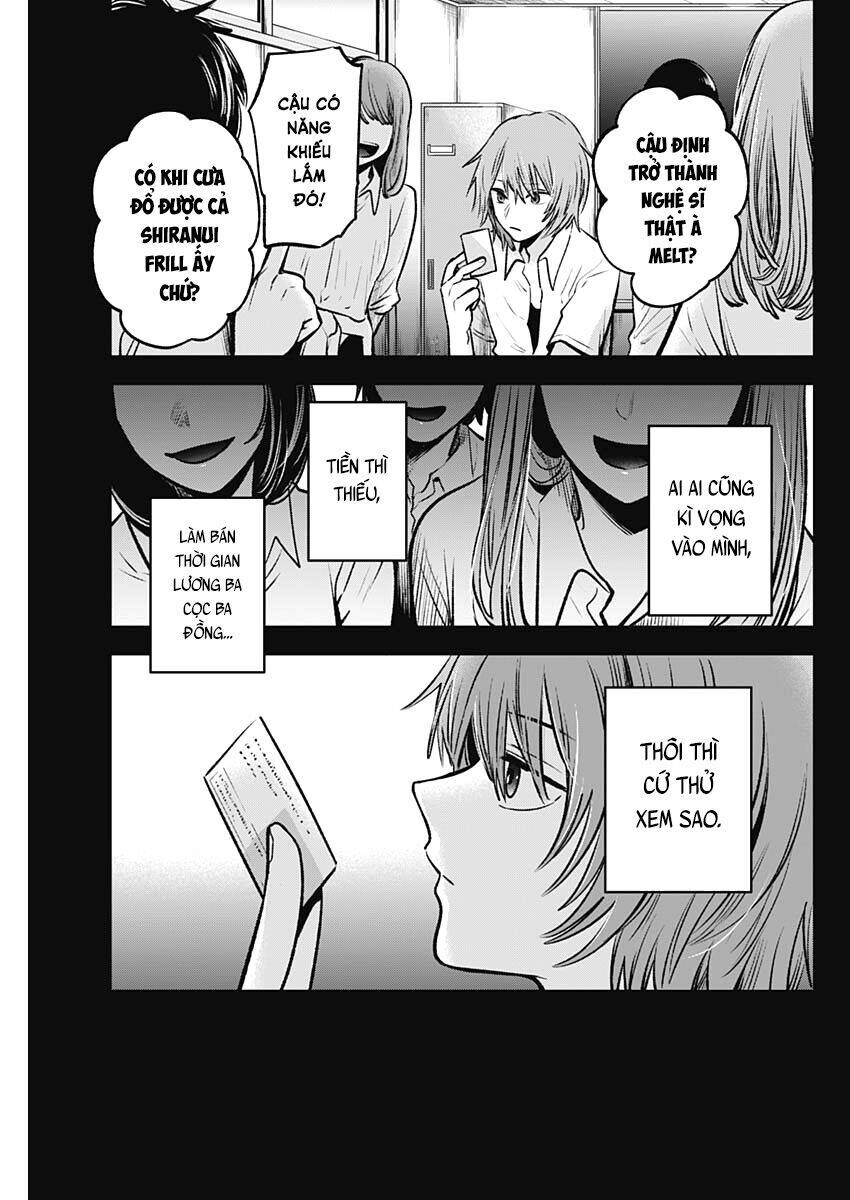 CẬU ĐỊNH
TRỞ THÀNH
NGHỆ SĨ
THẬT À
MELT?
CẬU CÓ
NĂNG
KHIẾU
LẮM
ĐÓ!
CÓ KHI CƯA
ĐỔ ĐƯỢC CẢ
SHIRANUI
FRILL ẤY
CHỨ?
AI AI CŨNG
KÌ VỌNG
VÀO MÌNH,
TIỀN THÌ
THIẾU,
LÀM BÁN
THỜI GIAN
LƯƠNG BA
CỌC BA
ĐỒNG...
THÔI THÌ
CỨ THỬ
XEM SAO.